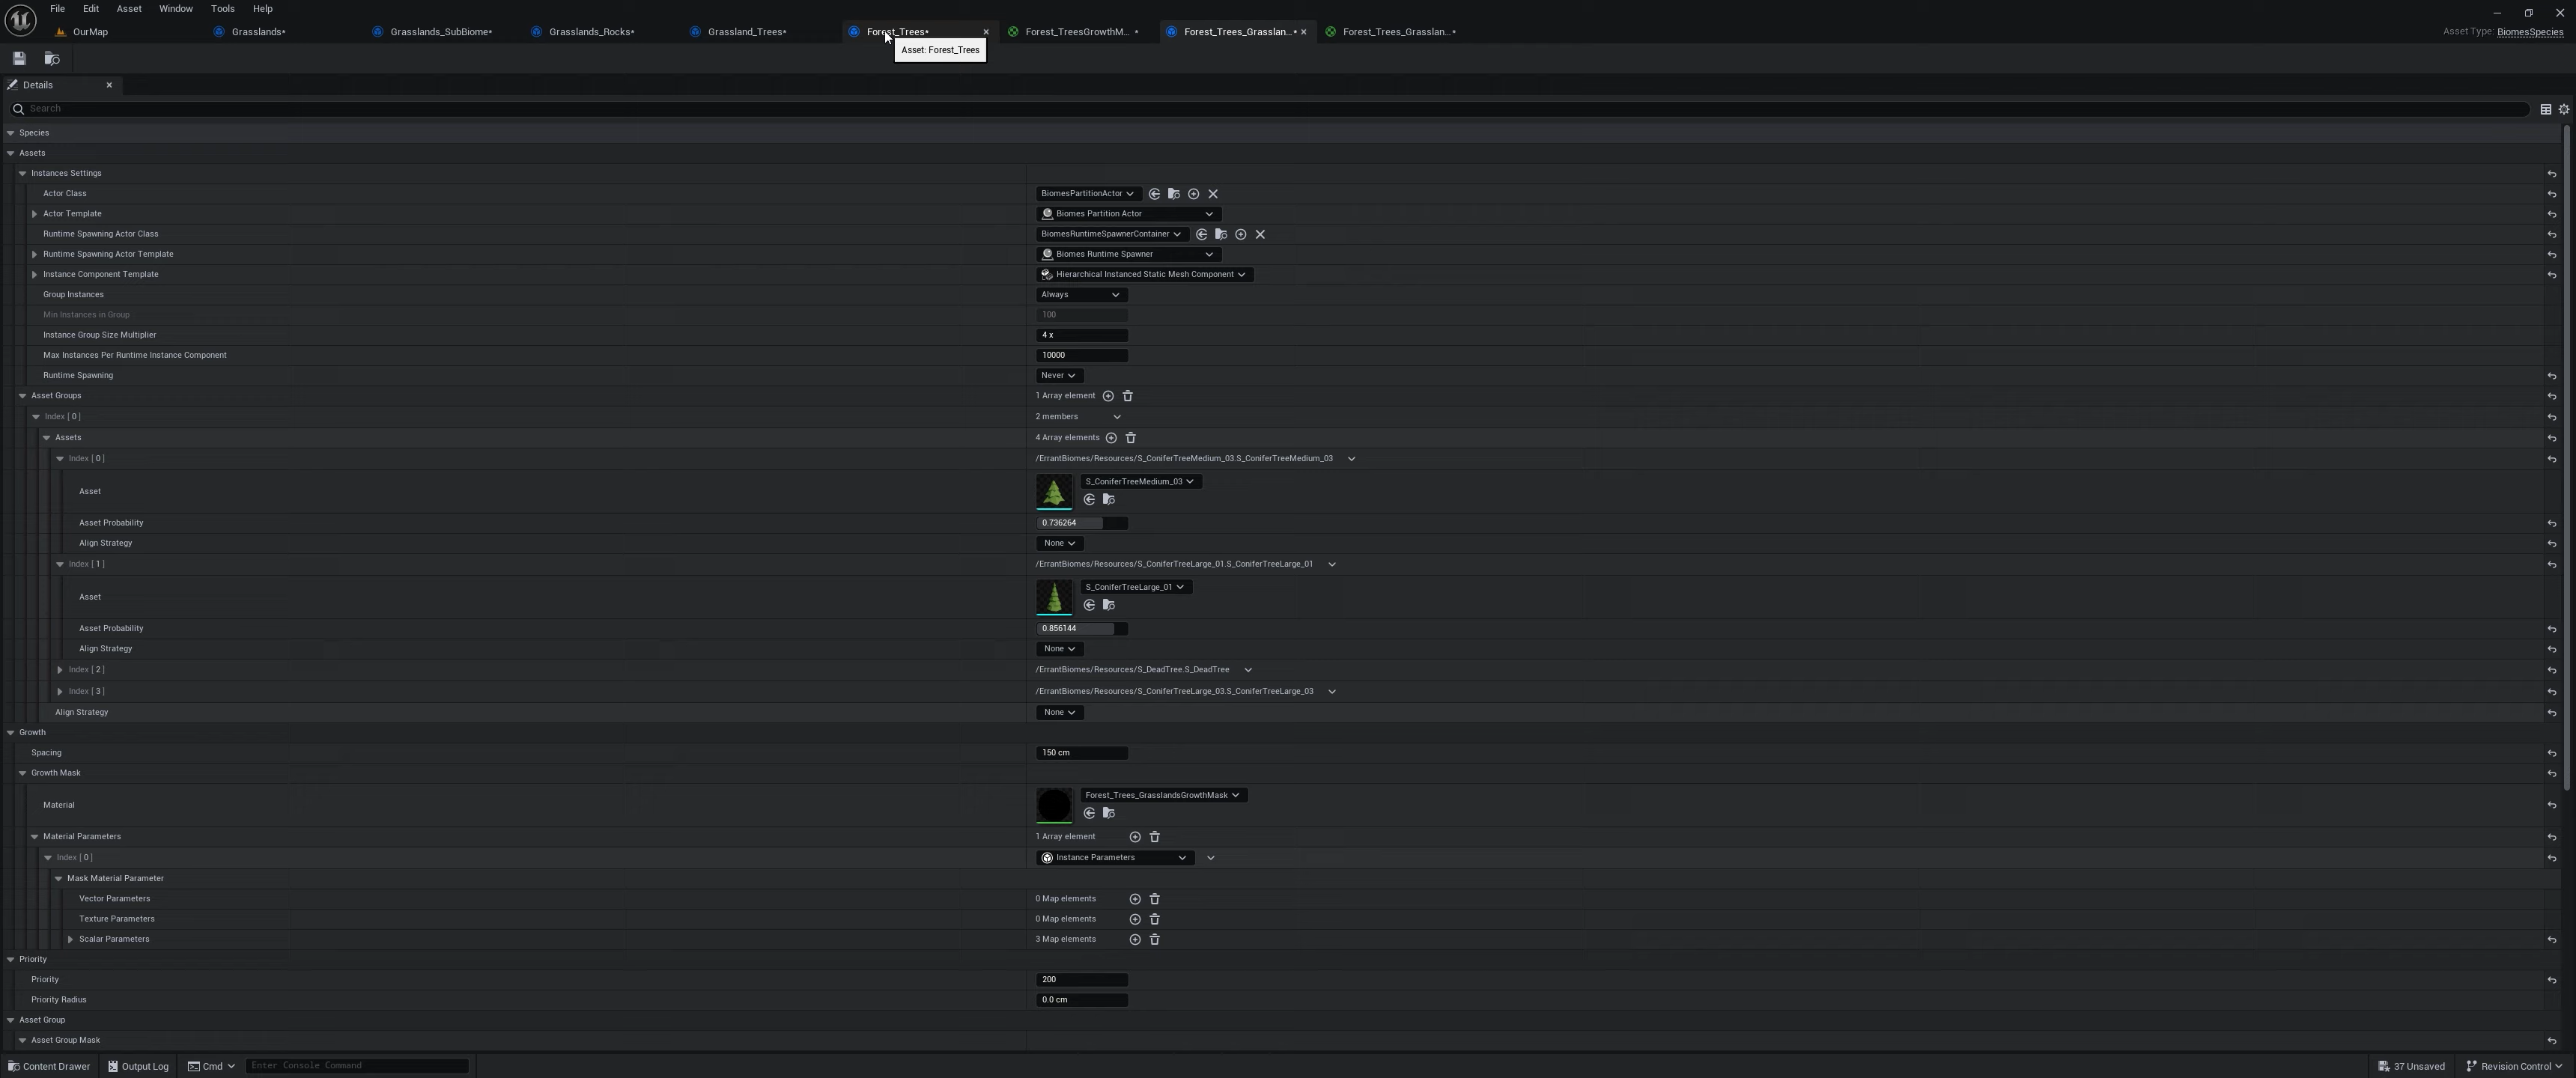 File Edit Asset Window Tools Help
OurMap Grasslands* Grasslands_SubBiome* Grasslands_Rocks* Grassland_Trees* Forest_Trees* Forest_TreesGrowthM... * Forest_Trees_Grasslan...* Forest_Trees_Grasslan...* Asset Type: BiomesSpecies
Asset: Forest_Trees
Details
Search
Species
Assets
Instances Settings
Actor Class BiomesPartitionActor
Actor Template Biomes Partition Actor
Runtime Spawning Actor Class BiomesRuntimeSpawnerContainer
Runtime Spawning Actor Template Biomes Runtime Spawner
Instance Component Template Hierarchical Instanced Static Mesh Component
Group Instances Always
Min Instances in Group 100
Instance Group Size Multiplier 4 x
Max Instances Per Runtime Instance Component 10000
Runtime Spawning Never
Asset Groups 1 Array element
Index [ 0 ] 2 members
Assets 4 Array elements
Index [ 0 ] /ErrantBiomes/Resources/S_ConiferTreeMedium_03.S_ConiferTreeMedium_03
Asset S_ConiferTreeMedium_03
Asset Probability 0.736264
Align Strategy None
Index [ 1 ] /ErrantBiomes/Resources/S_ConiferTreeLarge_01.S_ConiferTreeLarge_01
Asset S_ConiferTreeLarge_01
Asset Probability 0.856144
Align Strategy None
Index [ 2 ] /ErrantBiomes/Resources/S_DeadTree.S_DeadTree
Index [ 3 ] /ErrantBiomes/Resources/S_ConiferTreeLarge_03.S_ConiferTreeLarge_03
Align Strategy None
Growth
Spacing 150 cm
Growth Mask
Material Forest_Trees_GrasslandsGrowthMask
Material Parameters 1 Array element
Index [ 0 ] Instance Parameters
Mask Material Parameter
Vector Parameters 0 Map elements
Texture Parameters 0 Map elements
Scalar Parameters 3 Map elements
Priority
Priority 200
Priority Radius 0.0 cm
Asset Group
Asset Group Mask
Content Drawer Output Log Cmd Enter Console Command 37 Unsaved Revision Control